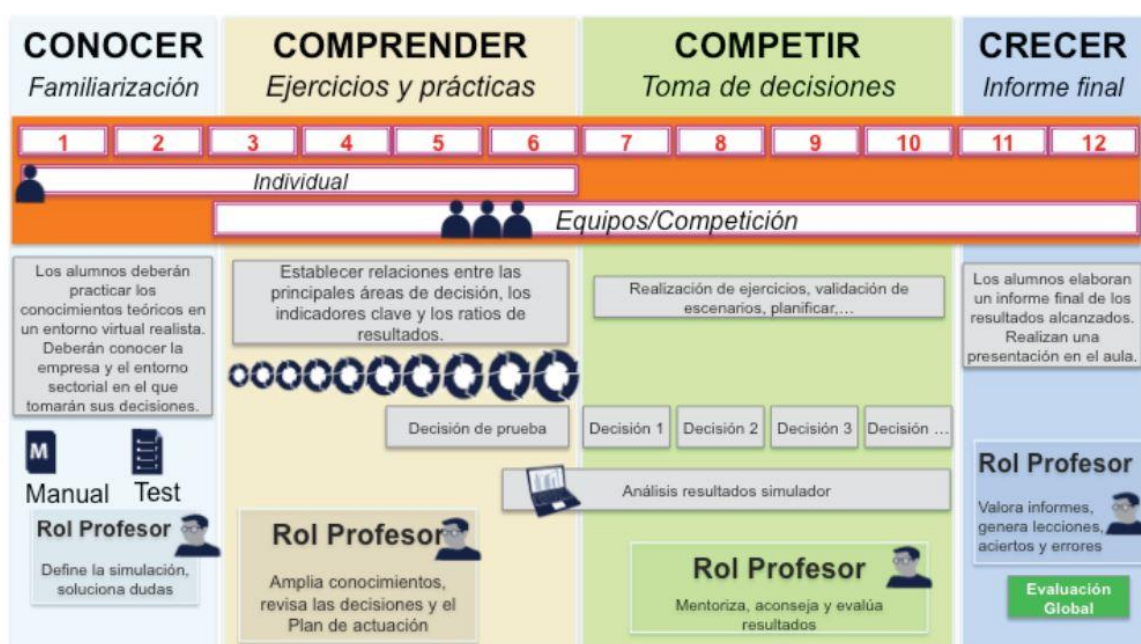 CONOCER
Familiarización
COMPRENDER
Ejercicios y prácticas
COMPETIR
Toma de decisiones
CRECER
Informe final
1 2 3 4 5 6 7 8 9 10 11 12
Individual
Equipos/Competición
Los alumnos deberán
practicar los
conocimientos teóricos en
un entorno virtual realista.
Deberán conocer la
empresa y el entorno
sectorial en el que
tomarán sus decisiones.
M
Manual
Test
Rol Profesor
Define la simulación,
soluciona dudas
Establecer relaciones entre las
principales áreas de decisión, los
indicadores clave y los ratios de
resultados.
Decisión de prueba
Rol Profesor
Amplia conocimientos,
revisa las decisiones y el
Plan de actuación
Realización de ejercicios, validación de
escenarios, planificar,...
Decisión 1
Decisión 2
Decisión 3
Decisión ...
Análisis resultados simulador
Rol Profesor
Mentoriza, aconseja y evalúa
resultados
Los alumnos elaboran
un informe final de los
resultados alcanzados.
Realizan una
presentación en el aula.
Rol Profesor
Valora informes,
genera lecciones,
aciertos y errores
Evaluación
Global